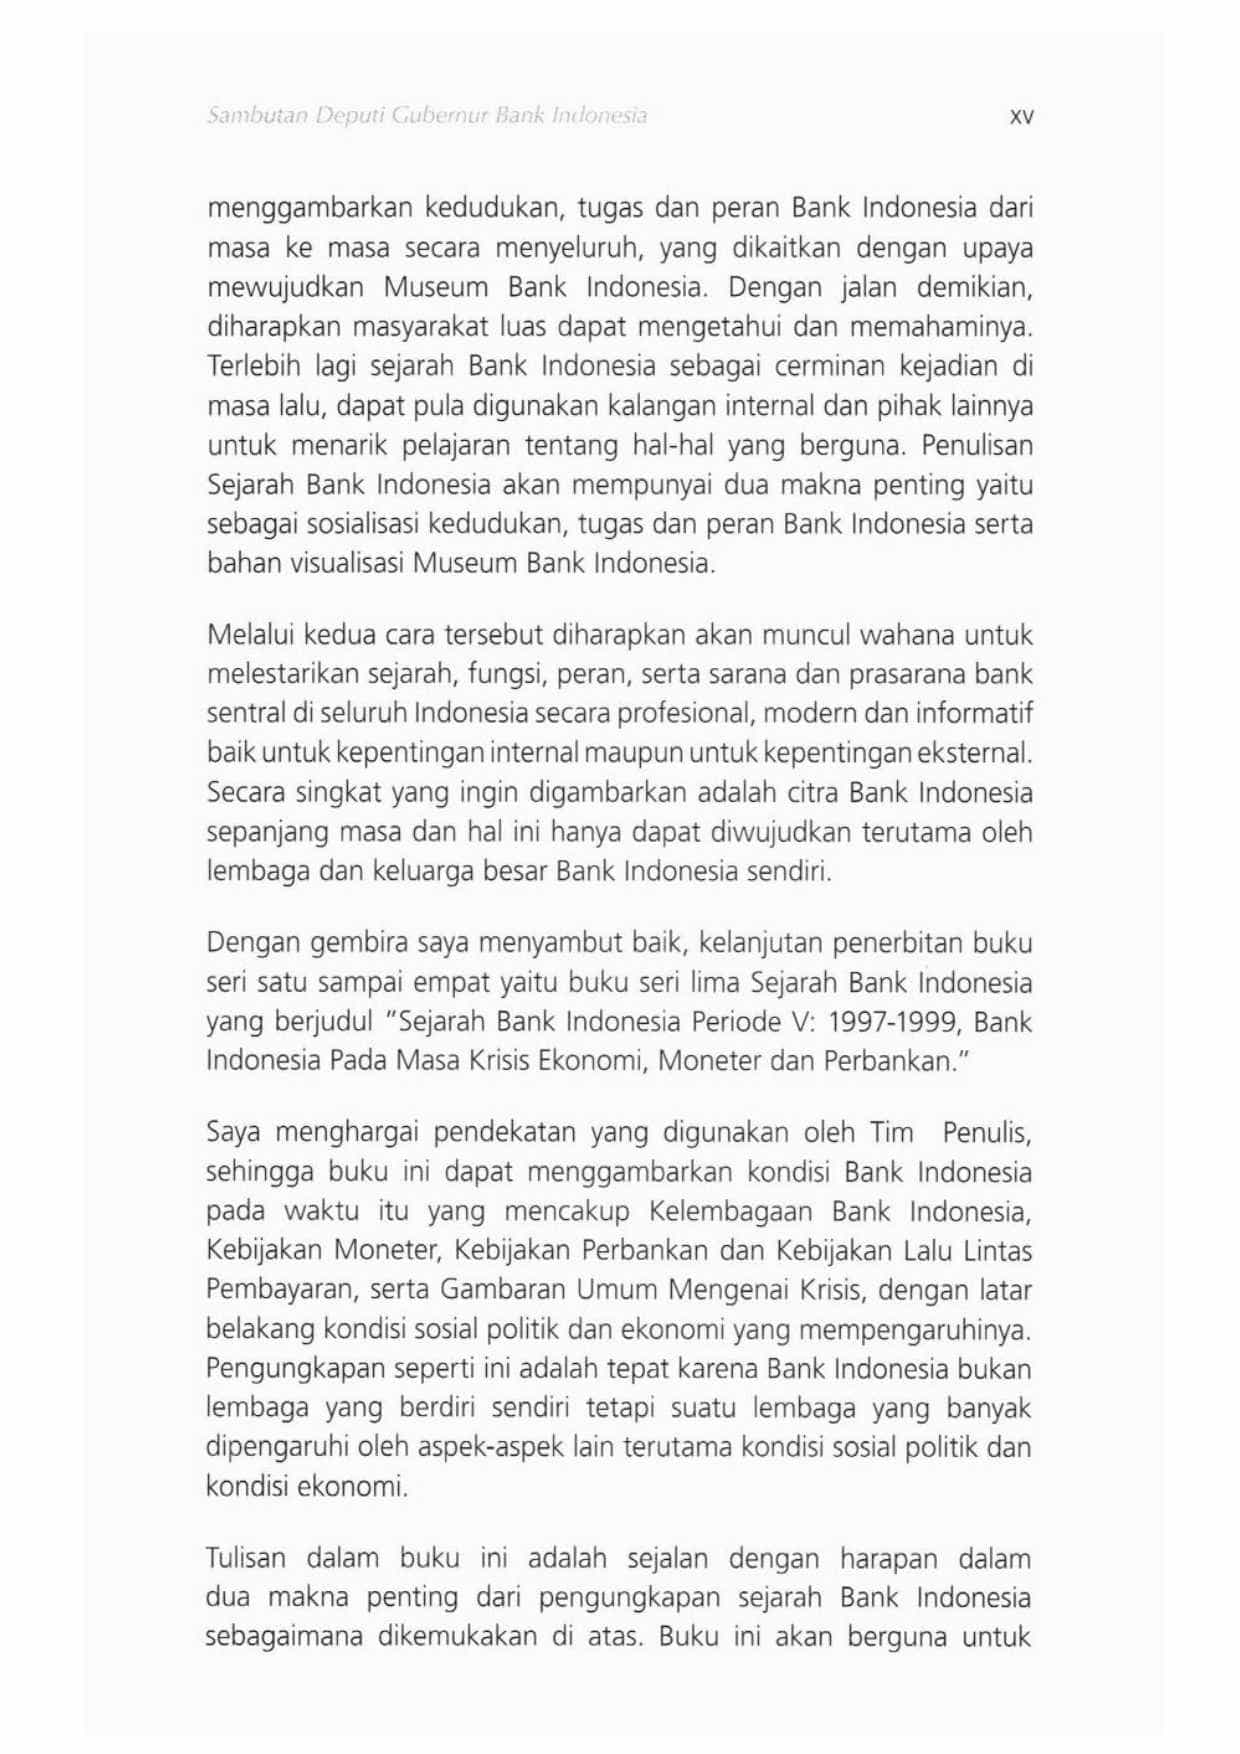 Sambutan Deputi Gubernur Bank Indonesia xv
menggambarkan kedudukan, tugas dan peran Bank Indonesia dari
masa ke masa secara menyeluruh, yang dikaitkan dengan upaya
mewujudkan Museum Bank Indonesia. Dengan jalan demikian,
diharapkan masyarakat luas dapat mengetahui dan memahaminya.
Terlebih lagi sejarah Bank Indonesia sebagai cerminan kejadian di
masa lalu, dapat pula digunakan kalangan internal dan pihak lainnya
untuk menarik pelajaran tentang hal-hal yang berguna. Penulisan
Sejarah Bank Indonesia akan mempunyai dua makna penting yaitu
sebagai sosialisasi kedudukan, tugas dan peran Bank Indonesia serta
bahan visualisasi Museum Bank Indonesia.
Melalui kedua cara tersebut diharapkan akan muncul wahana untuk
melestarikan sejarah, fungsi, peran, serta sarana dan prasarana bank
sentral di seluruh Indonesia secara profesional, modern dan informatif
baik untuk kepentingan internal maupun untuk kepentingan eksternal.
Secara singkat yang ingin digambarkan adalah citra Bank Indonesia
sepanjang masa dan hal ini hanya dapat diwujudkan terutama oleh
lembaga dan keluarga besar Bank Indonesia sendiri.
Dengan gembira saya menyambut baik, kelanjutan penerbitan buku
seri satu sampai empat yaitu buku seri lima Sejarah Bank Indonesia
yang berjudul "Sejarah Bank Indonesia Periode V: 1997-1999, Bank
Indonesia Pada Masa Krisis Ekonomi, Moneter dan Perbankan."
Saya menghargai pendekatan yang digunakan oleh Tim Penulis,
sehingga buku ini dapat menggambarkan kondisi Bank Indonesia
pada waktu itu yang mencakup Kelembagaan Bank Indonesia,
Kebijakan Moneter, Kebijakan Perbankan dan Kebijakan Lalu Lintas
Pembayaran, serta Gambaran Umum Mengenai Krisis, dengan latar
belakang kondisi sosial politik dan ekonomi yang mempengaruhinya.
Pengungkapan seperti ini adalah tepat karena Bank Indonesia bukan
lembaga yang berdiri sendiri tetapi suatu lembaga yang banyak
dipengaruhi oleh aspek-aspek lain terutama kondisi sosial politik dan
kondisi ekonomi.
Tulisan dalam buku ini adalah sejalan dengan harapan dalam
dua makna penting dari pengungkapan sejarah Bank Indonesia
sebagaimana dikemukakan di atas. Buku ini akan berguna untuk